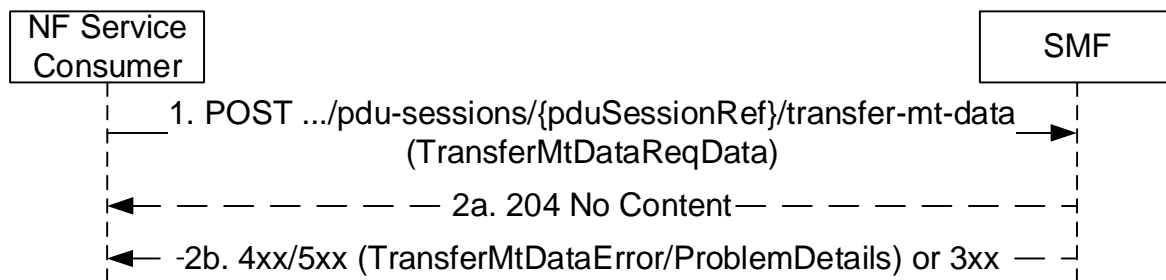 NF Service
Consumer
SMF
1. POST .../pdu-sessions/{pduSessionRef}/transfer-mt-data
(TransferMtDataReqData)
2a. 204 No Content
2b. 4xx/5xx (TransferMtDataError/ProblemDetails) or 3xx